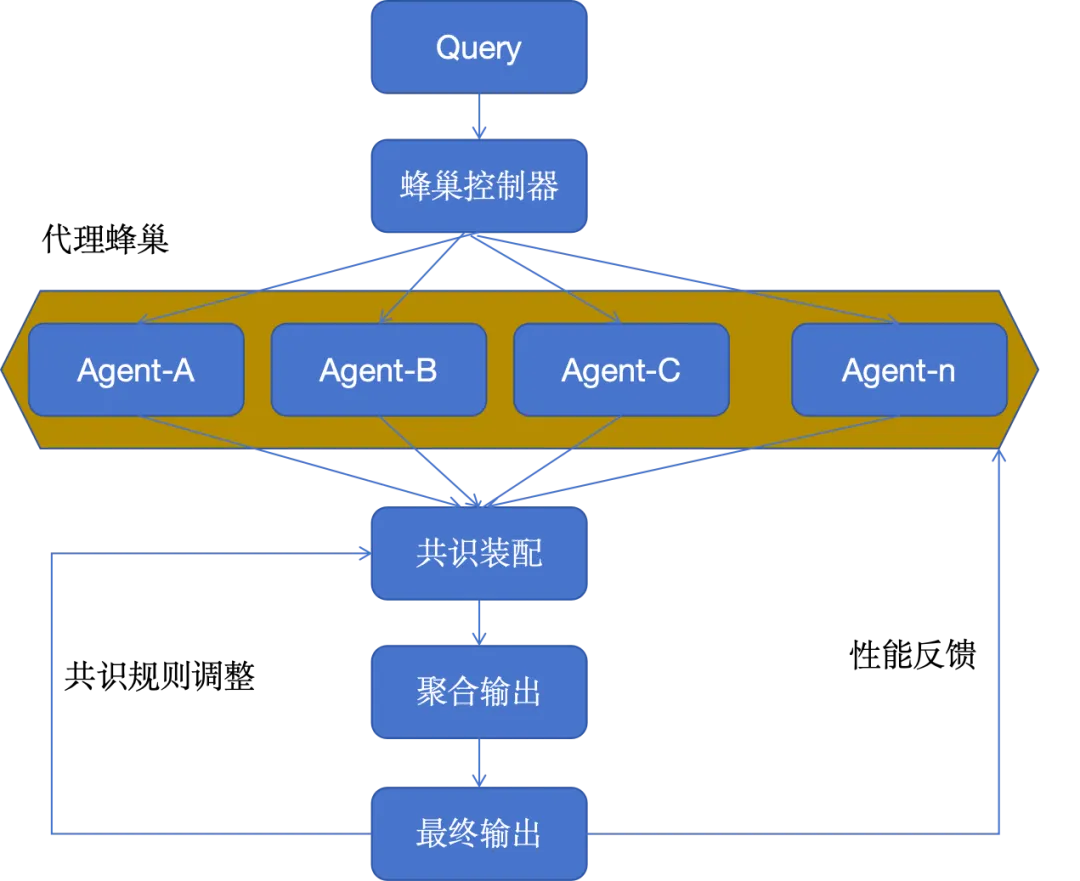 Query
蜂巢控制器
代理蜂巢
Agent-A
Agent-B
Agent-C
Agent-n
共识装配
共识规则调整
性能反馈
聚合输出
最终输出